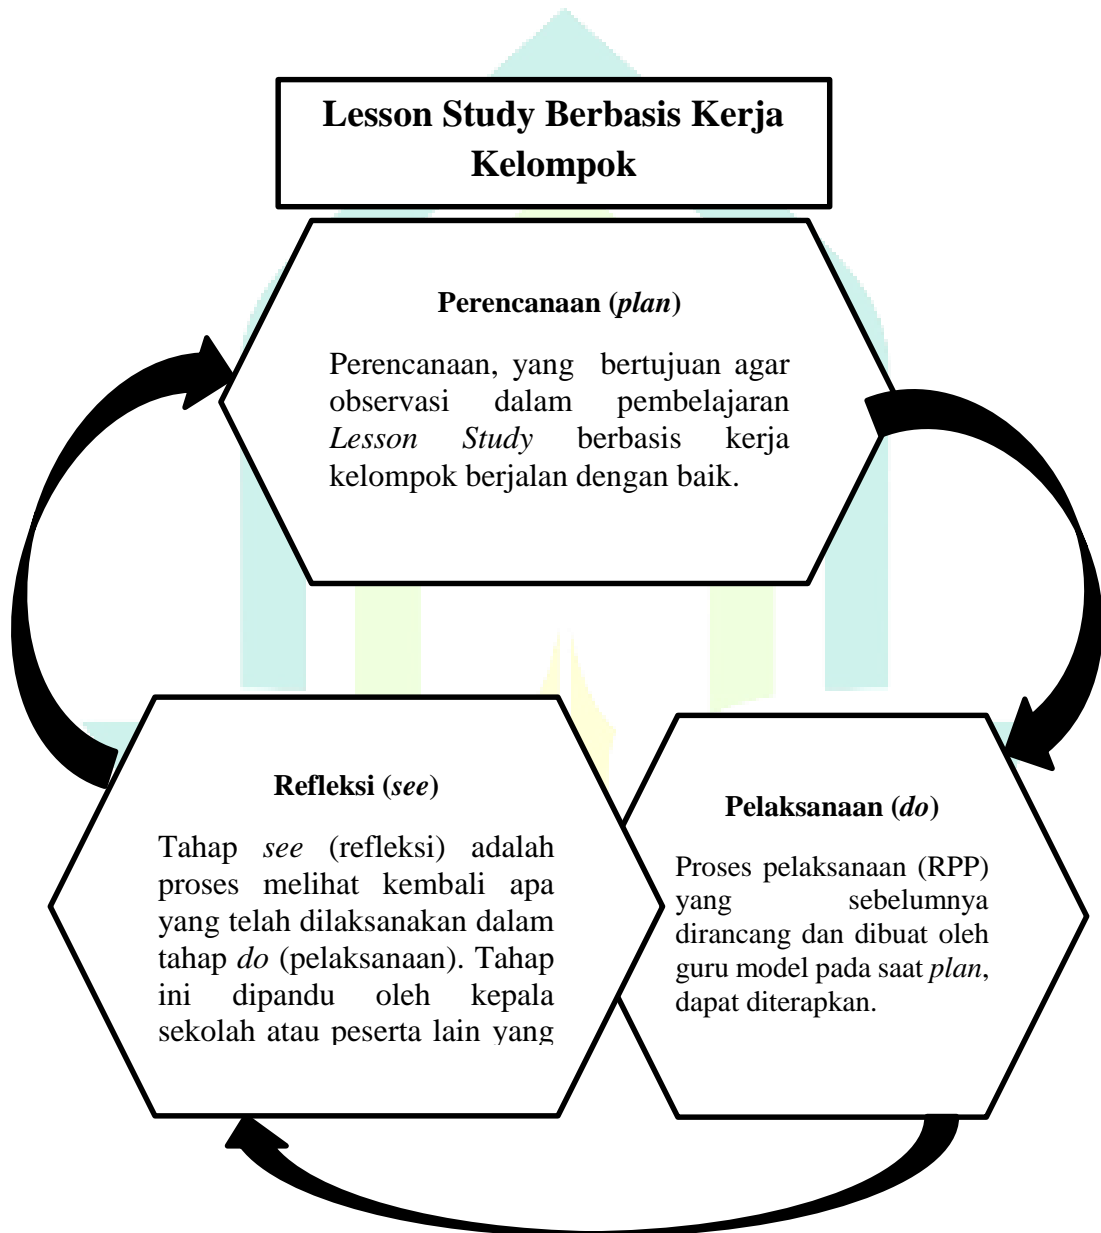 Lesson Study Berbasis Kerja
Kelompok
Perencanaan (plan)
Perencanaan, yang bertujuan agar
observasi dalam pembelajaran
Lesson Study berbasis kerja
kelompok berjalan dengan baik.
Refleksi (see)
Tahap see (refleksi) adalah
proses melihat kembali apa
yang telah dilaksanakan dalam
tahap do (pelaksanaan). Tahap
ini dipandu oleh kepala
sekolah atau peserta lain yang
Pelaksanaan (do)
Proses pelaksanaan (RPP)
yang sebelumnya
dirancang dan dibuat oleh
guru model pada saat plan,
dapat diterapkan.